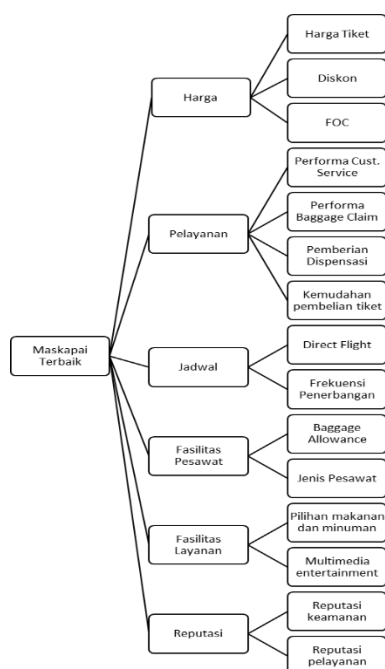 Maskapai
Terbaik
Harga
Harga Tiket
Diskon
FOC
Pelayanan
Performa Cust.
Service
Performa
Baggage Claim
Pemberian
Dispensasi
Kemudahan
pembelian tiket
Jadwal
Direct Flight
Frekuensi
Penerbangan
Fasilitas
Pesawat
Baggage
Allowance
Jenis Pesawat
Fasilitas
Layanan
Pilihan makanan
dan minuman
Multimedia
entertainment
Reputasi
Reputasi
keamanan
Reputasi
pelayanan